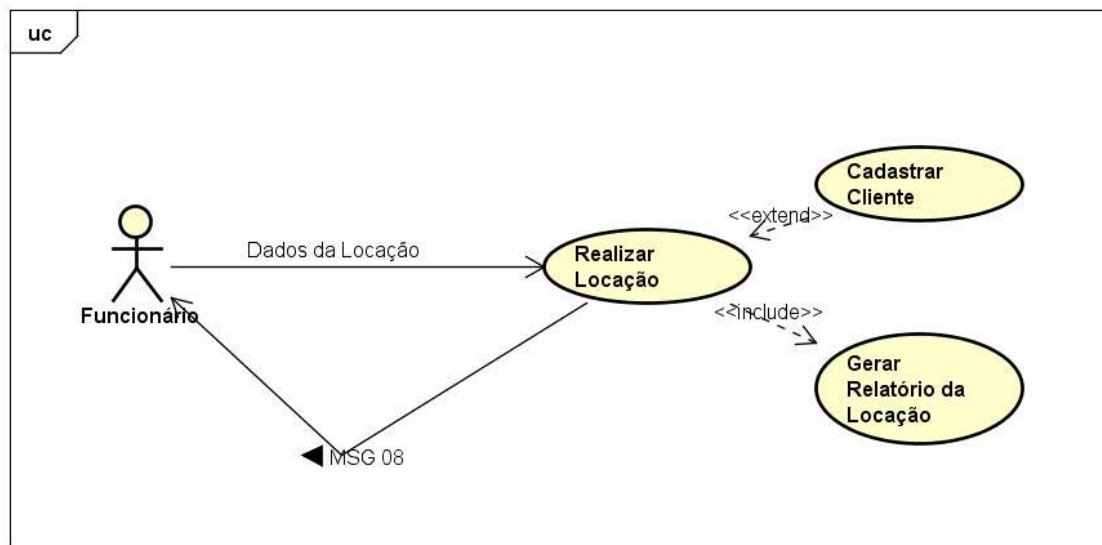 uc
Cadastrar
Cliente
<<extend>>
Dados da Locação
Realizar
Locação
Funcionário
<<include>>
Gerar
Relatório da
Locação
MSG 08